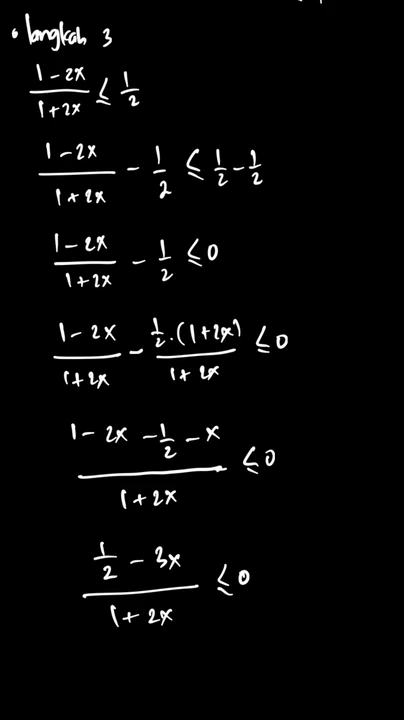 • langkah 3
(1 - 2x)/(1 + 2x) ≤ 1/2
(1 - 2x)/(1 + 2x) - 1/2 ≤ 1/2 - 1/2
(1 - 2x)/(1 + 2x) - 1/2 ≤ 0
(1 - 2x)/(1 + 2x) - (1/2 · (1 + 2x))/(1 + 2x) ≤ 0
(1 - 2x - 1/2 - x)/(1 + 2x) ≤ 0
(1/2 - 3x)/(1 + 2x) ≤ 0